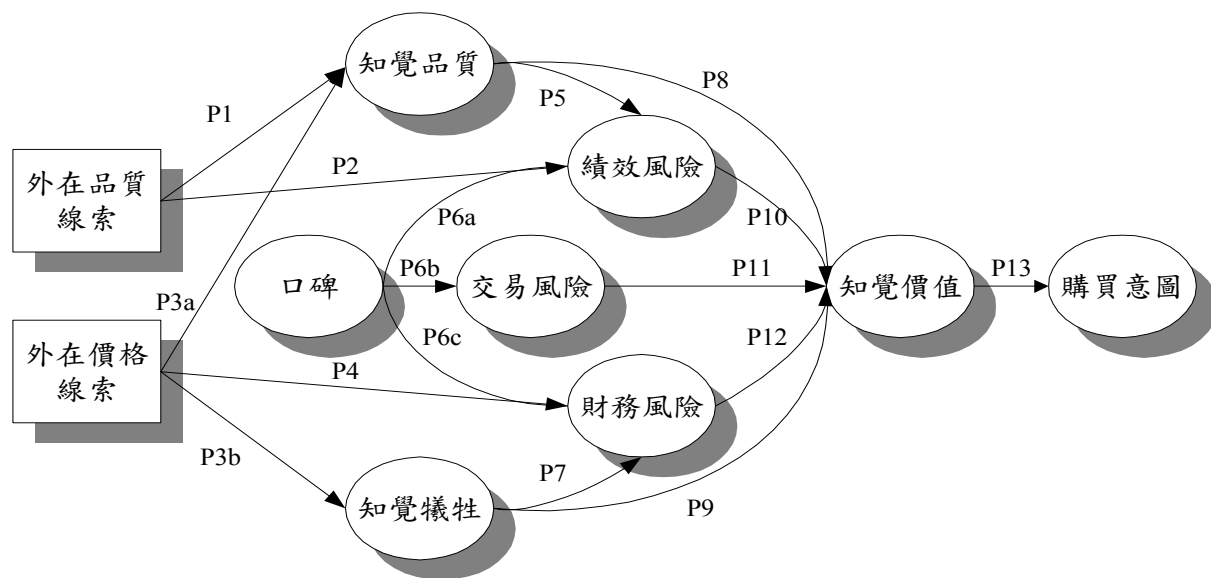 知覺品質
P8
P5
P1
外在品質
線索
P2
績效風險
P6a
P10
口碑
P6b
交易風險
P11
知覺價值
P13
購買意圖
P3a
外在價格
線索
P6c
P12
P4
財務風險
P3b
知覺犧牲
P7
P9